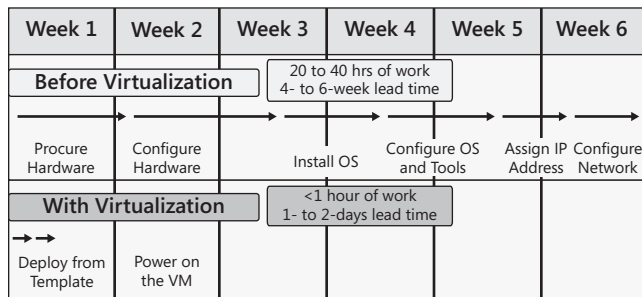 Week 1 Week 2 Week 3 Week 4 Week 5 Week 6
Before Virtualization
20 to 40 hrs of work
4- to 6-week lead time
Procure
Hardware
Configure
Hardware
Install OS
Configure OS
and Tools
Assign IP
Address
Configure
Network
With Virtualization
<1 hour of work
1- to 2-days lead time
Deploy from
Template
Power on
the VM